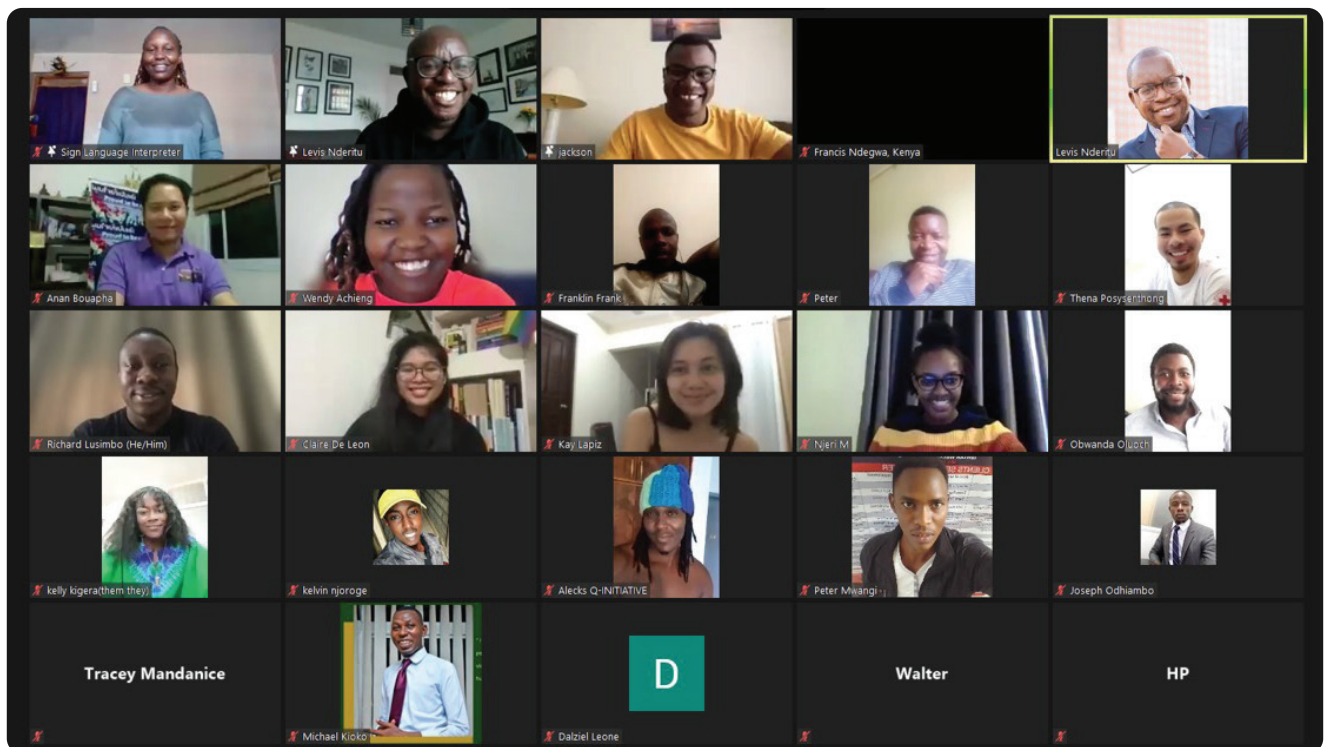 Sign Language Interpreter
Levis Nderitu
jackson
Francis Ndegwa, Kenya
Levis Nderitu
Anan Bouapha
Wendy Achieng
Franklin Frank
Peter
Thena Posysenthong
Richard Lusimbo (He/Him)
Claire De Leon
Kay Lapiz
Njeri M
Obwanda Oluoch
kelly kigera(them they)
kelvin njoroge
Alecks Q-INITIATIVE
Peter Mwangi
Joseph Odhiambo
Tracey Mandanice
Michael Kioko
D
Dalziel Leone
Walter
HP